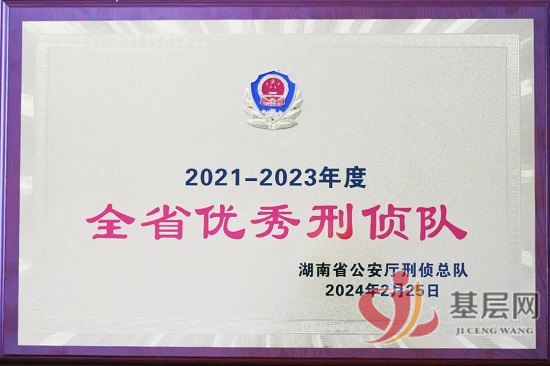 2021-2023年度
全省优秀刑侦队
湖南省公安厅刑侦总队
2024年2月25日
基层网
JI CENG WANG